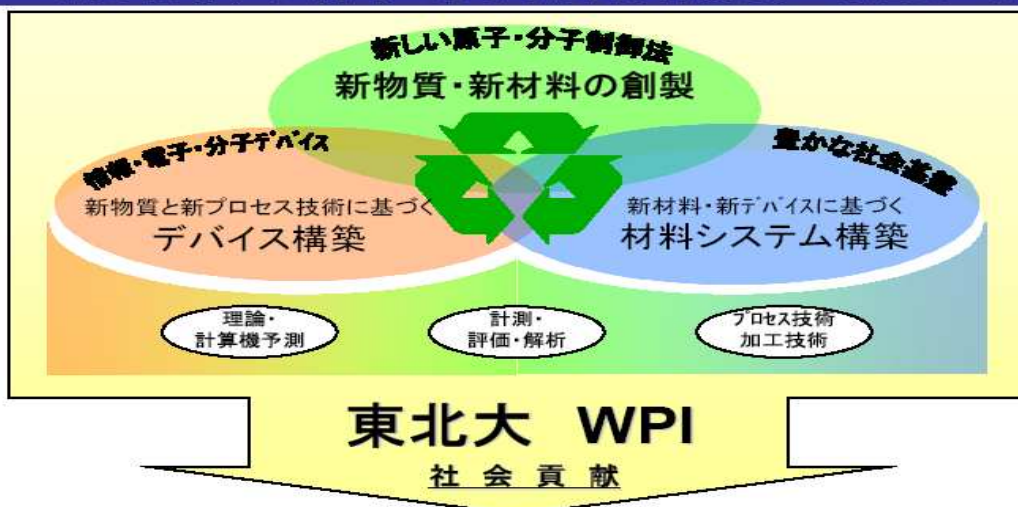 新しい原子・分子制御法
新物質・新材料の創製
情報・電子・分子デバイス
豊かな社会基盤
新物質と新プロセス技術に基づく
デバイス構築
新材料・新デバイスに基づく
材料システム構築
理論・
計算機予測
計測・
評価・解析
プロセス技術
加工技術
東北大 WPI
社会貢献